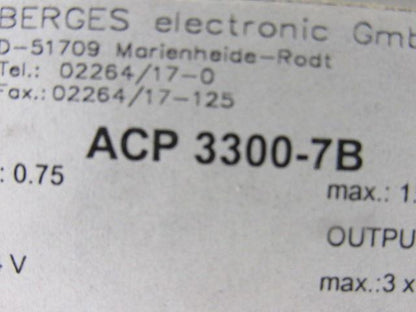 BERGES electronic Gmb
D-51709 Marienheide-Rodt
Tel.: 02264/17-0
Fax.: 02264/17-125
ACP 3300-7B
: 0.75
max.: 1.
OUTPU
V
max.:3 x